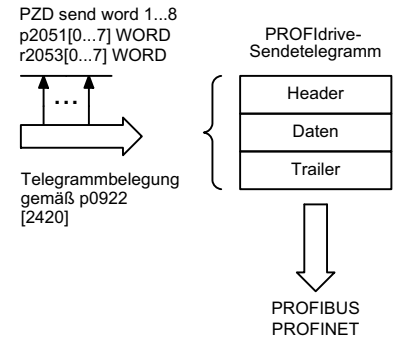 PZD send word 1...8
p2051[0...7] WORD
r2053[0...7] WORD
...
Telegrammbelegung
gemäß p0922
[2420]
PROFIdrive-
Sendetelegramm
Header
Daten
Trailer
PROFIBUS
PROFINET